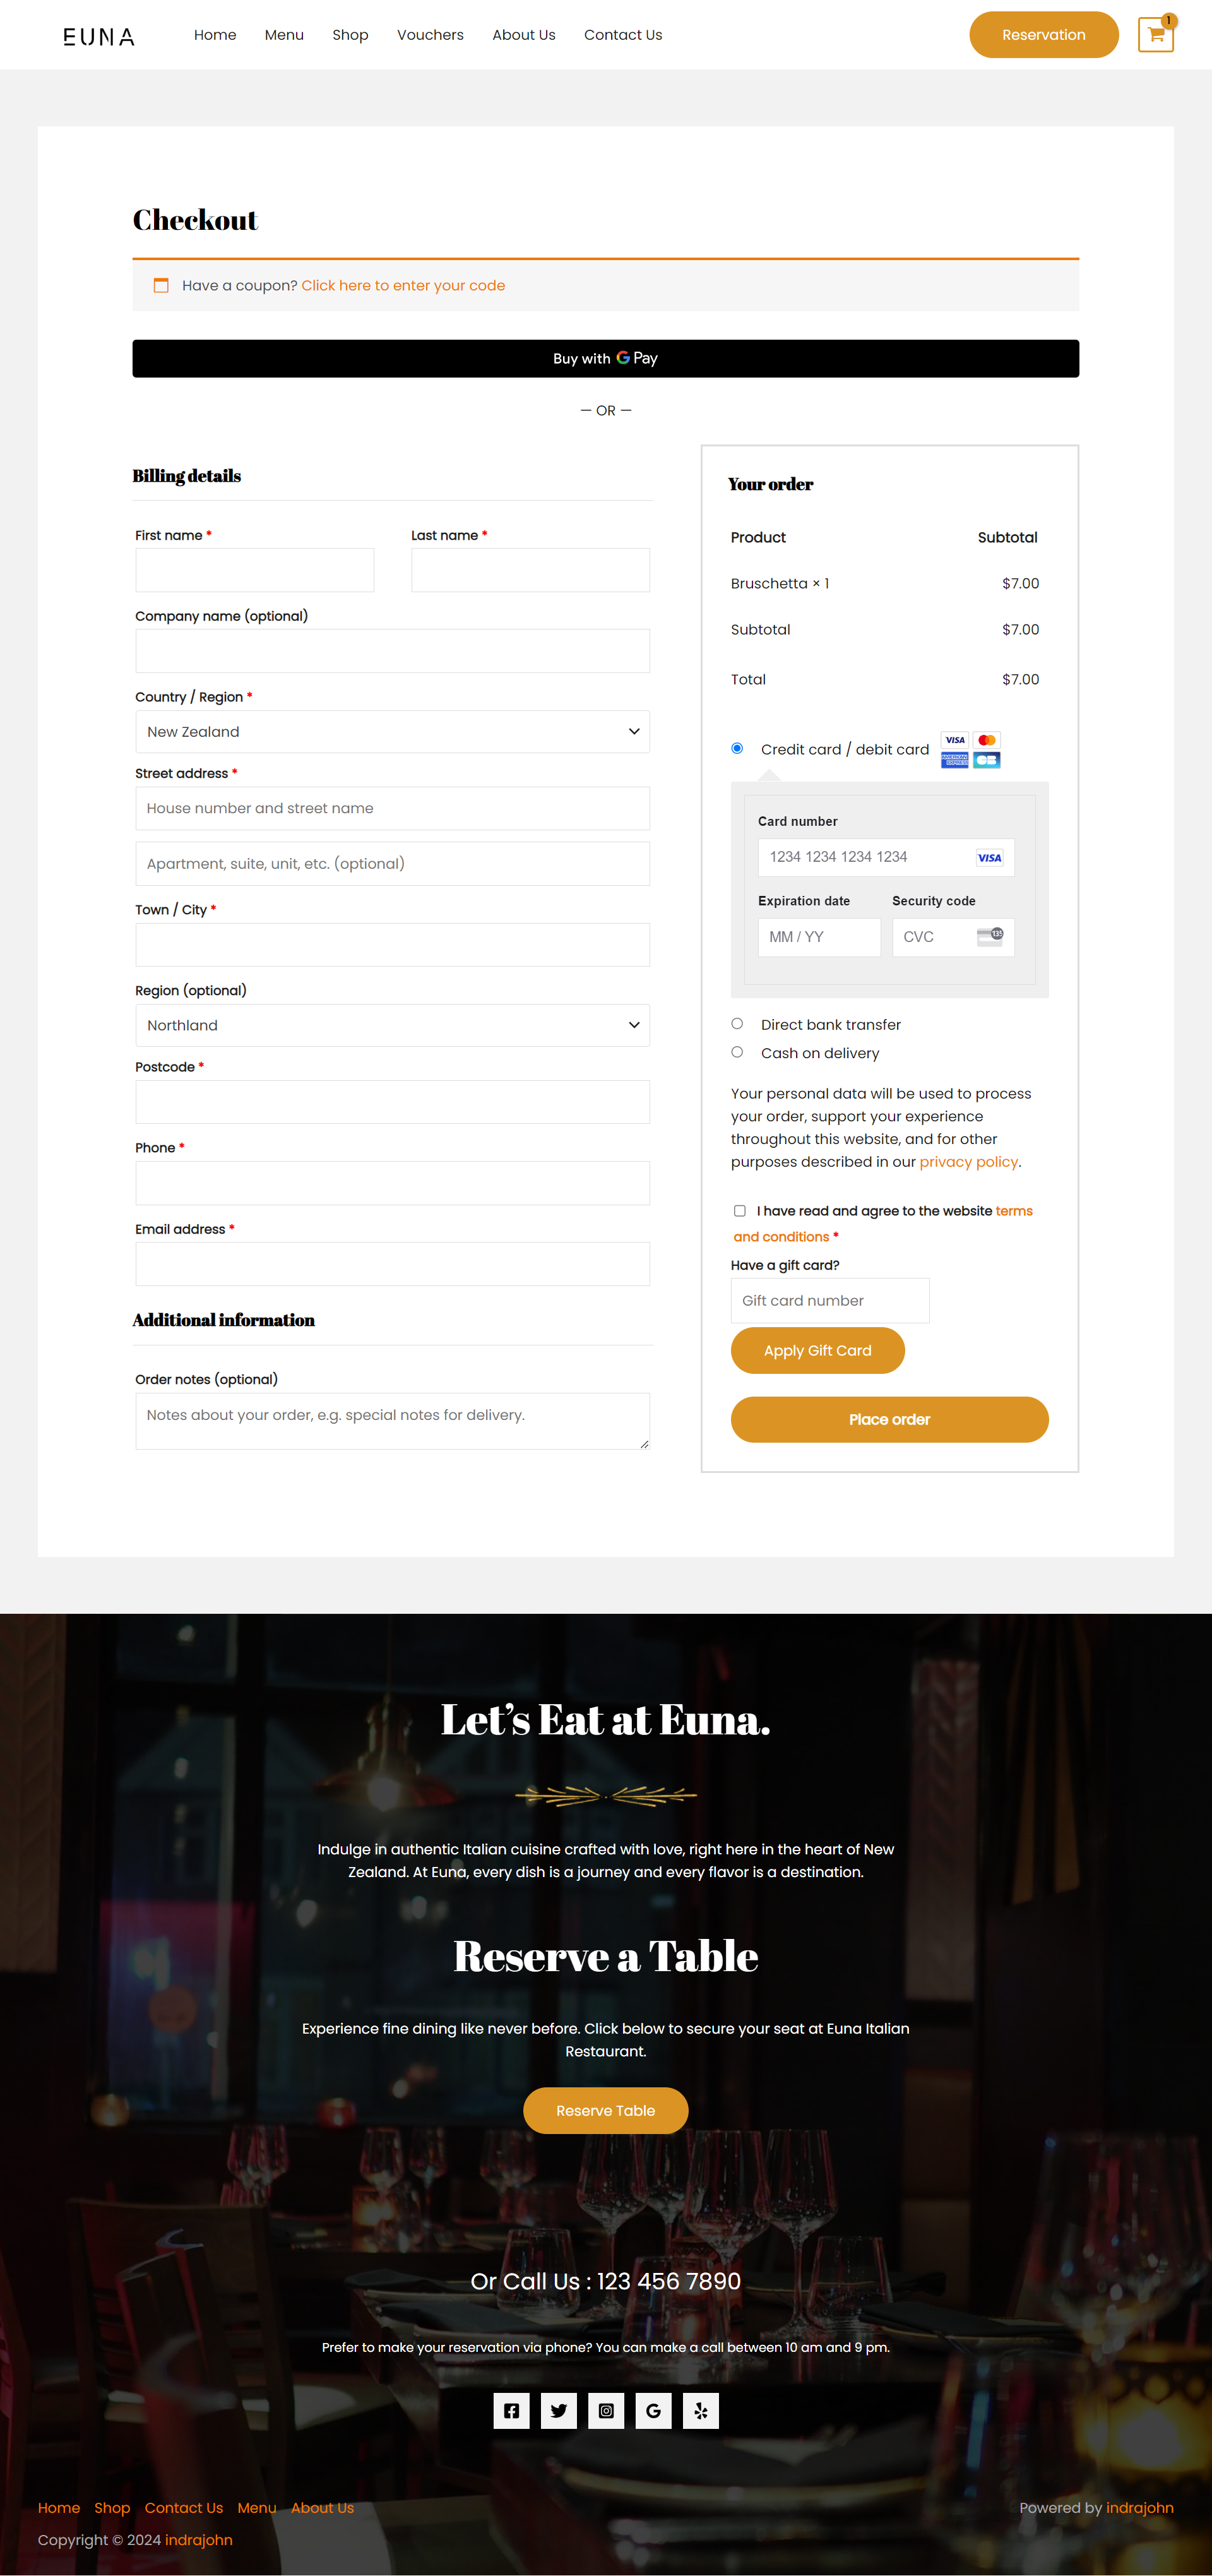 EUNA
Home Menu Shop Vouchers About Us Contact Us
Reservation
1
Checkout
Have a coupon? Click here to enter your code
Buy with G Pay
— OR —
Billing details
First name *
Last name *
Company name (optional)
Country / Region *
New Zealand
Street address *
House number and street name
Apartment, suite, unit, etc. (optional)
Town / City *
Region (optional)
Northland
Postcode *
Phone *
Email address *
Additional information
Order notes (optional)
Notes about your order, e.g. special notes for delivery.
Your order
Product Subtotal
Bruschetta × 1 $7.00
Subtotal $7.00
Total $7.00
Credit card / debit card
VISA
AMERICAN EXPRESS
CB
Card number
1234 1234 1234 1234
VISA
Expiration date
Security code
MM / YY
CVC
135
Direct bank transfer
Cash on delivery
Your personal data will be used to process
your order, support your experience
throughout this website, and for other
purposes described in our privacy policy.
I have read and agree to the website terms
and conditions *
Have a gift card?
Gift card number
Apply Gift Card
Place order
Let’s Eat at Euna.
Indulge in authentic Italian cuisine crafted with love, right here in the heart of New
Zealand. At Euna, every dish is a journey and every flavor is a destination.
Reserve a Table
Experience fine dining like never before. Click below to secure your seat at Euna Italian
Restaurant.
Reserve Table
Or Call Us : 123 456 7890
Prefer to make your reservation via phone? You can make a call between 10 am and 9 pm.
Home Shop Contact Us Menu About Us
Powered by indrajohn
Copyright © 2024 indrajohn